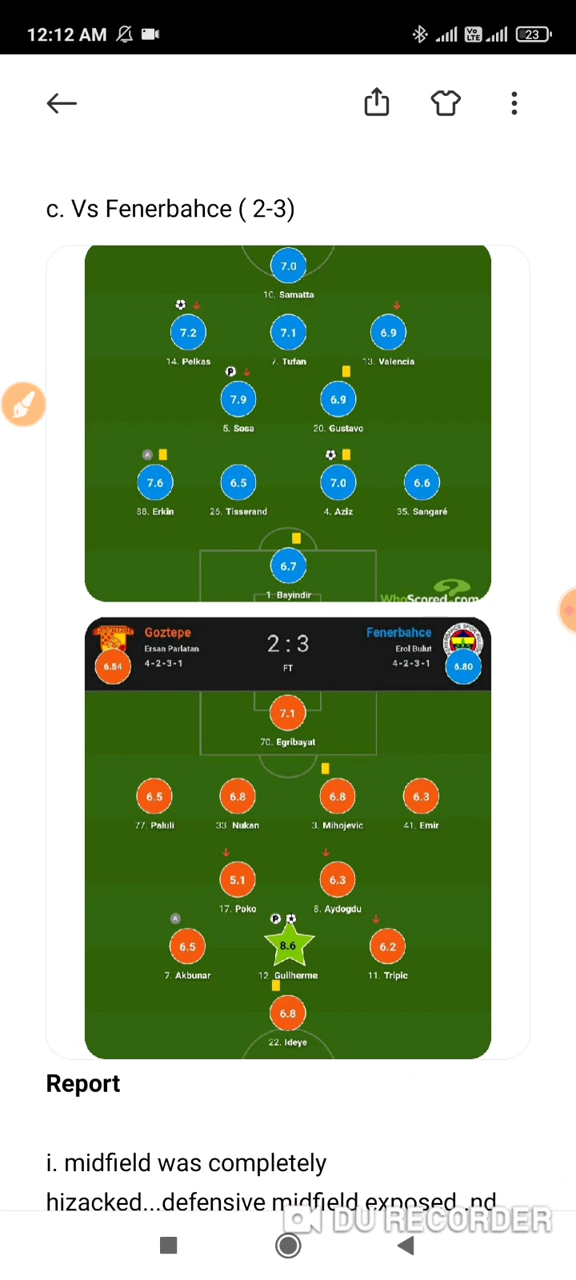 12:12 AM
Vo LTE
23
c. Vs Fenerbahce ( 2-3)
7.0
10. Samatta
7.2 7.1 6.9
14. Pelkas 7. Tufan 13. Valencia
P
7.9 6.9
5. Sosa 20. Gustavo
A
7.6 6.5 7.0 6.6
88. Erkin 26. Tisserand 4. Aziz 35. Sangaré
6.7
1. Bayindir
WhoScored.com
Goztepe 2 : 3 Fenerbahce
Ersan Parlatan Erol Bulut
6.54 4-2-3-1 FT 4-2-3-1 6.80
7.1
70. Egribayat
6.5 6.8 6.8 6.3
77. Paluli 33. Nukan 3. Mihojevic 41. Emir
5.1 6.3
17. Poko 8. Aydogdu
A P
6.5 8.6 6.2
7. Akbunar 12. Guilherme 11. Tripic
6.8
22. Ideye
Report
i. midfield was completely
hizacked...defensive midfield exposed .nd
DU RECORDER